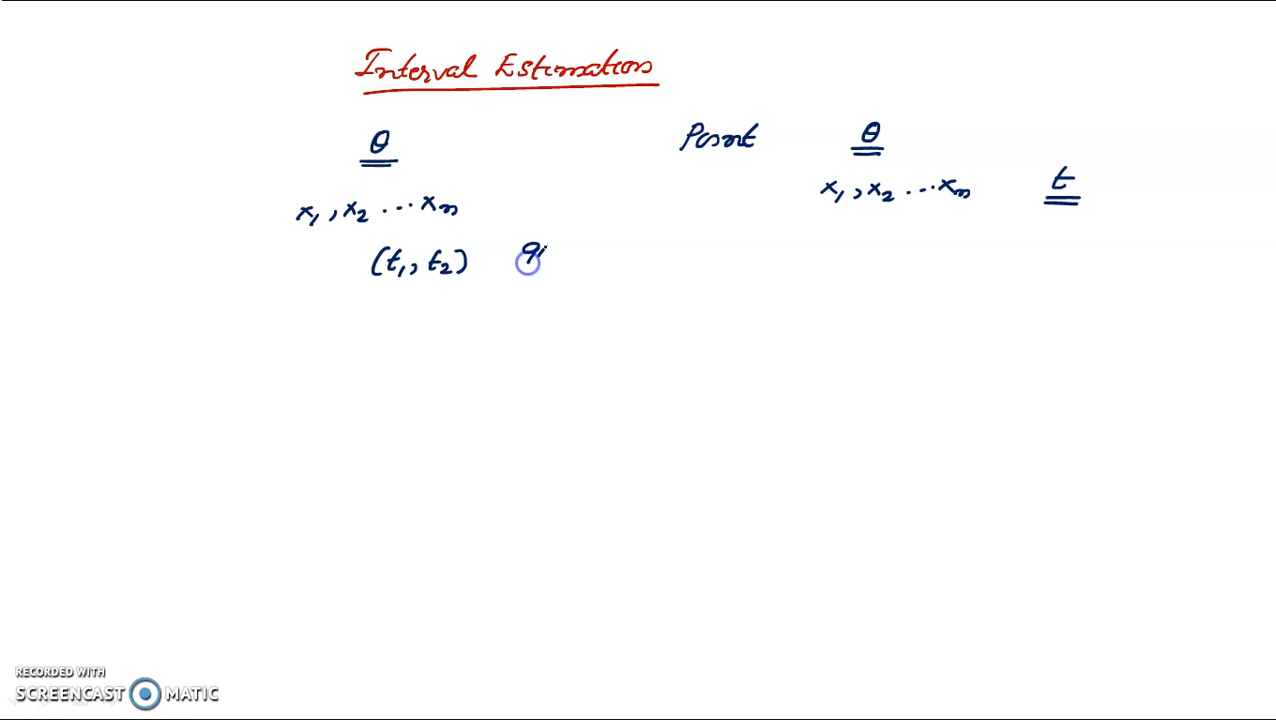 Interval Estimation
θ
x₁, x₂ ... xₙ
(t₁, t₂)
Point θ
x₁, x₂ ... xₙ t
RECORDED WITH
SCREENCAST MATIC